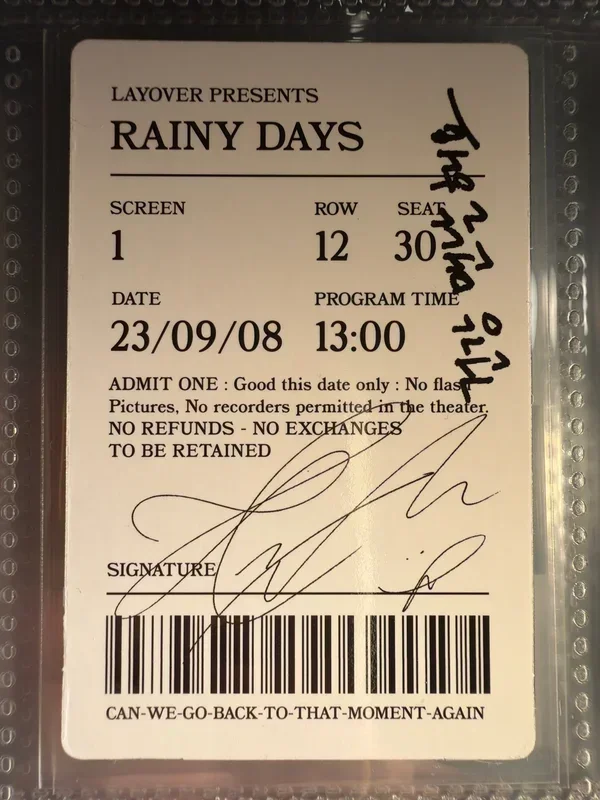 LAYOVER PRESENTS
RAINY DAYS
SCREEN ROW SEAT
1 12 30
DATE PROGRAM TIME
23/09/08 13:00
ADMIT ONE : Good this date only : No flash
Pictures, No recorders permitted in the theater.
NO REFUNDS - NO EXCHANGES
TO BE RETAINED
SIGNATURE
CAN-WE-GO-BACK-TO-THAT-MOMENT-AGAIN